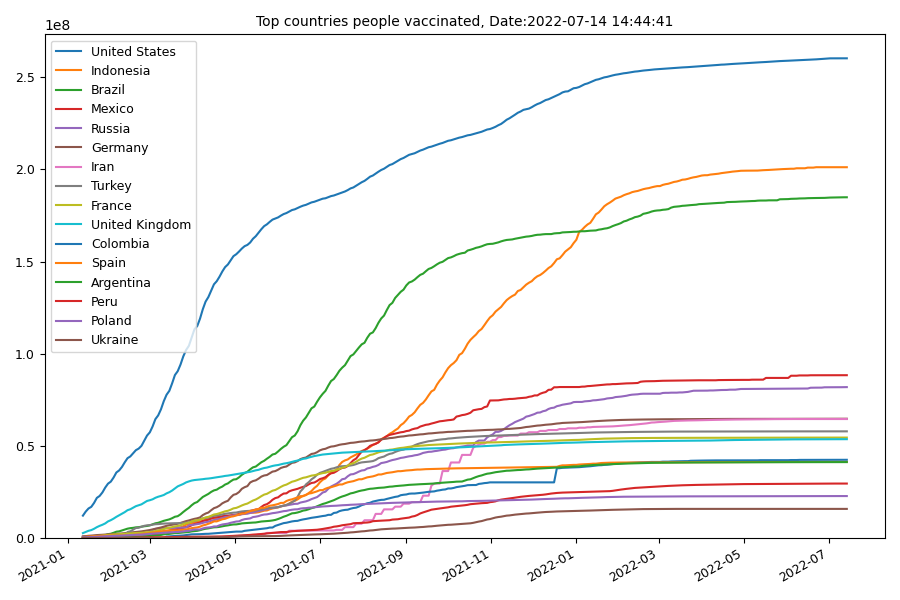 Top countries people vaccinated, Date:2022-07-14 14:44:41
1e8
United States
Indonesia
Brazil
Mexico
Russia
Germany
Iran
Turkey
France
United Kingdom
Colombia
Spain
Argentina
Peru
Poland
Ukraine
2.5
2.0
1.5
1.0
0.5
0.0
2021-01 2021-03 2021-05 2021-07 2021-09 2021-11 2022-01 2022-03 2022-05 2022-07